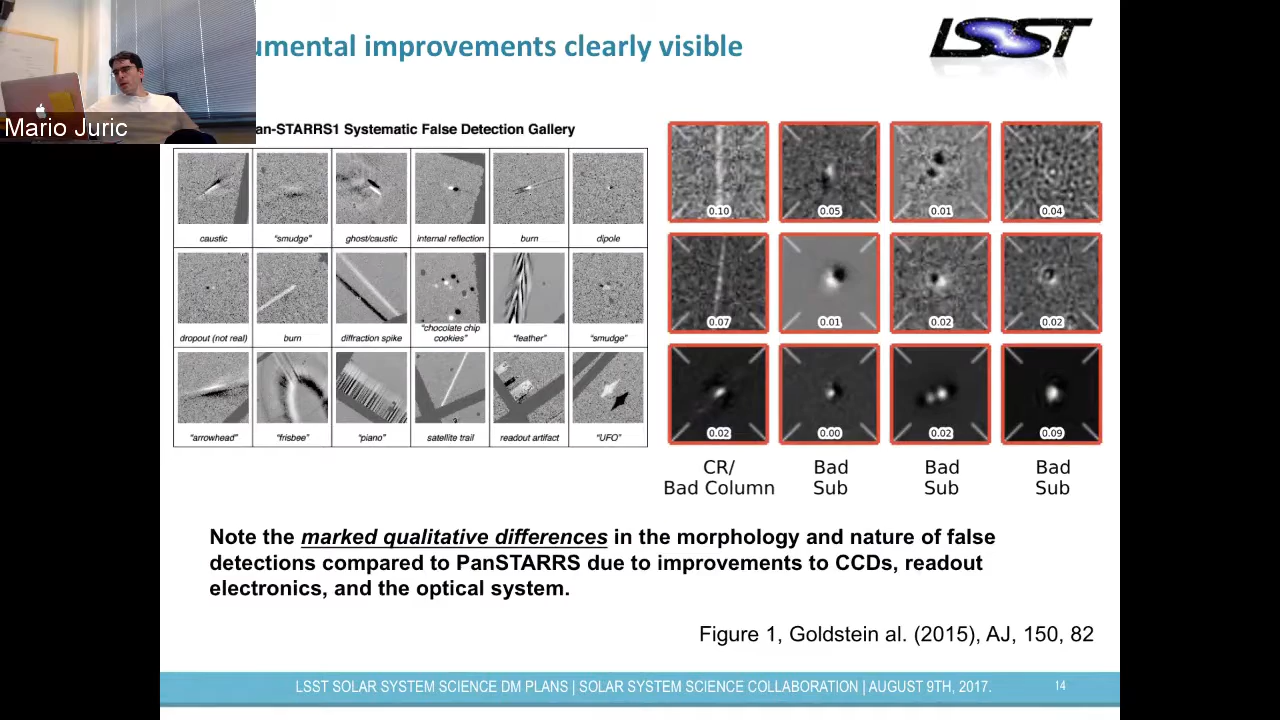 umental improvements clearly visible
LSST
Mario Juric
an-STARRS1 Systematic False Detection Gallery
caustic "smudge" ghost/caustic internal reflection burn dipole
dropout (not real) burn diffraction spike "chocolate chip cookies" "feather" "smudge"
"arrowhead" "frisbee" "piano" satellite trail readout artifact "UFO"
0.10 0.05 0.01 0.04
0.07 0.01 0.02 0.02
0.02 0.00 0.02 0.09
CR/ Bad Bad Bad
Bad Column Sub Sub Sub
Note the marked qualitative differences in the morphology and nature of false
detections compared to PanSTARRS due to improvements to CCDs, readout
electronics, and the optical system.
Figure 1, Goldstein al. (2015), AJ, 150, 82
LSST SOLAR SYSTEM SCIENCE DM PLANS | SOLAR SYSTEM SCIENCE COLLABORATION | AUGUST 9TH, 2017. 14